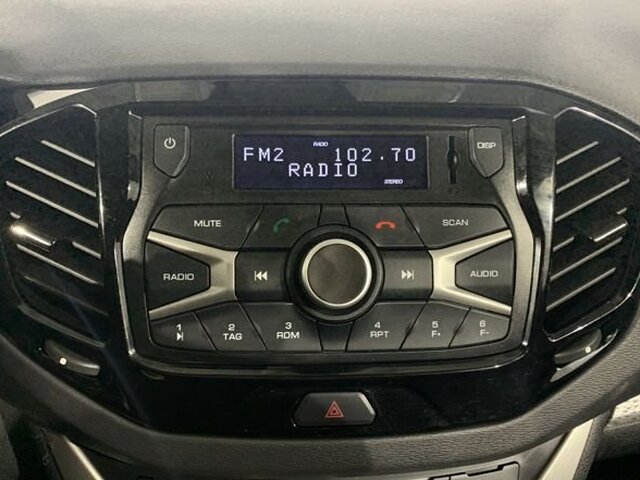 RADIO
FM2 102.70
RADIO
STEREO
DISP
MUTE
SCAN
RADIO
AUDIO
1
2 TAG
3 RDM
4 RPT
5 F+
6 F-